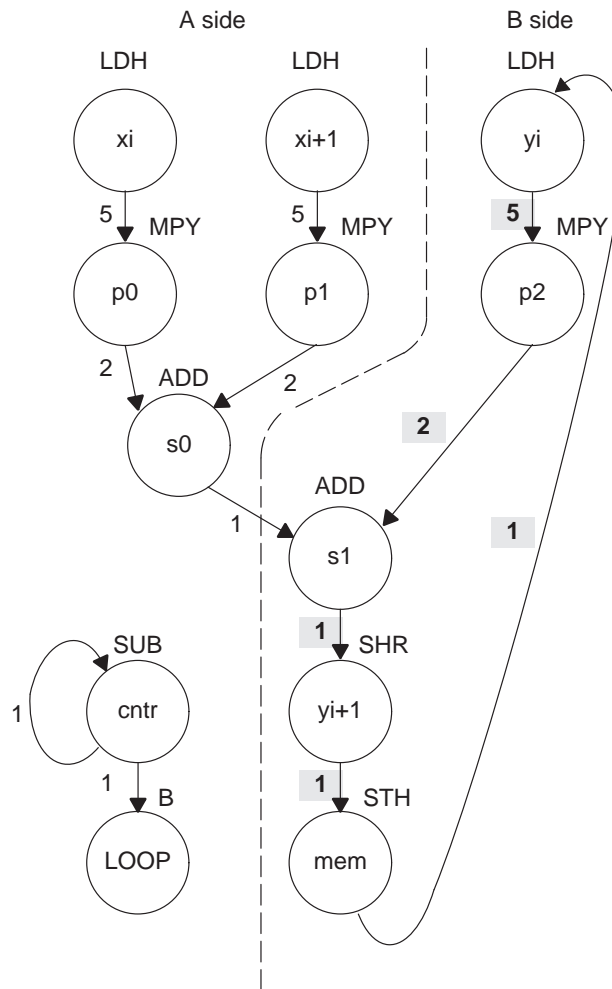 A side B side
LDH LDH LDH
xi xi+1 yi
5 5 5
MPY MPY MPY
p0 p1 p2
2 2
ADD
s0
2
ADD
1 1
s1
1
SUB SHR
1 cntr yi+1
1 1
B STH
LOOP mem